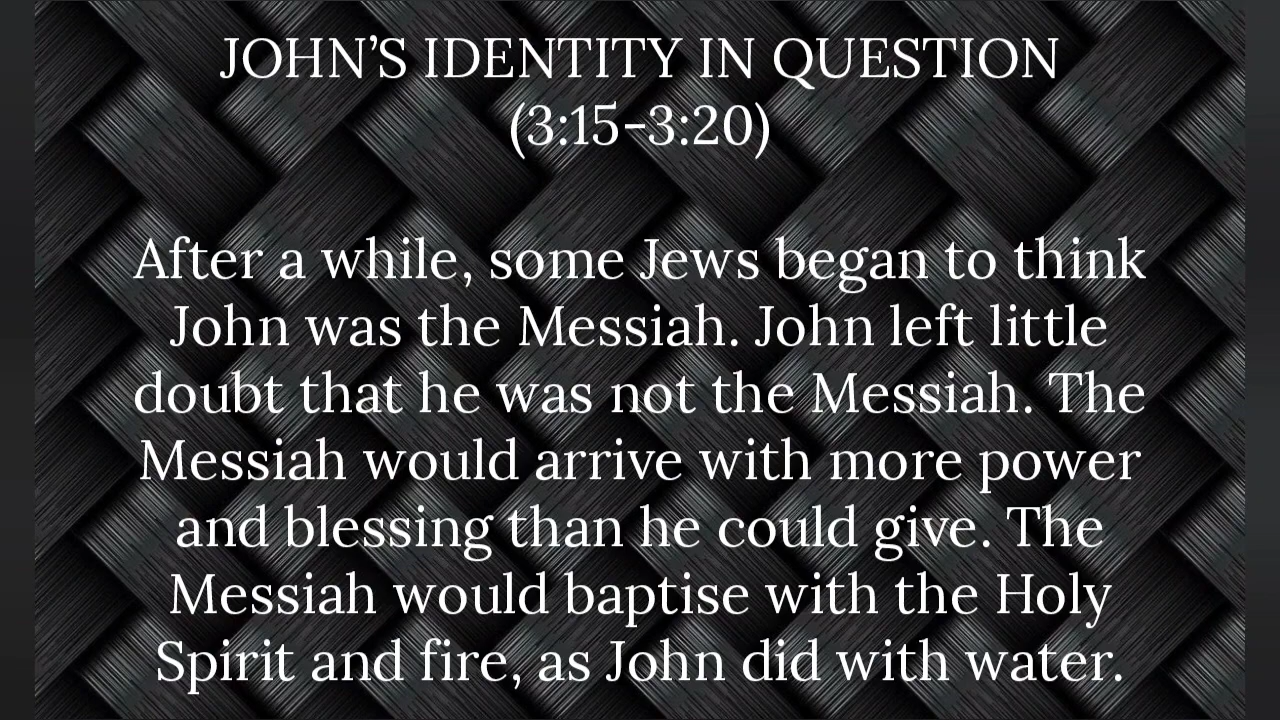 JOHN’S IDENTITY IN QUESTION
(3:15-3:20)
After a while, some Jews began to think
John was the Messiah. John left little
doubt that he was not the Messiah. The
Messiah would arrive with more power
and blessing than he could give. The
Messiah would baptise with the Holy
Spirit and fire, as John did with water.